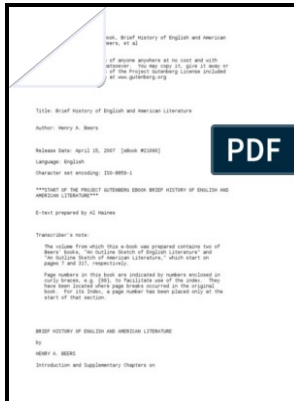 ook, Brief History of English and American
Beers, et al
of anyone anywhere at no cost and with
atsoever. You may copy it, give it away or
of the Project Gutenberg License included
at www.gutenberg.org
Title: Brief History of English and American Literature
Author: Henry A. Beers
Release Date: April 15, 2007 [eBook #21090]
Language: English
Character set encoding: ISO-8859-1
***START OF THE PROJECT GUTENBERG EBOOK BRIEF HISTORY OF ENGLISH AND
AMERICAN LITERATURE***
E-text prepared by Al Haines
Transcriber's note:
The volume from which this e-book was prepared contains two of
Beers' books, "An Outline Sketch of English Literature" and
"An Outline Sketch of American Literature," which start on
pages 7 and 317, respectively.
Page numbers in this book are indicated by numbers enclosed in
curly braces, e.g. {99}, to facilitate use of the index. They
have been located where page breaks occurred in the original
book. For its Index, a page number has been placed only at the
start of that section.
BRIEF HISTORY OF ENGLISH AND AMERICAN LITERATURE
by
HENRY A. BEERS
Introduction and Supplementary Chapters on
PDF